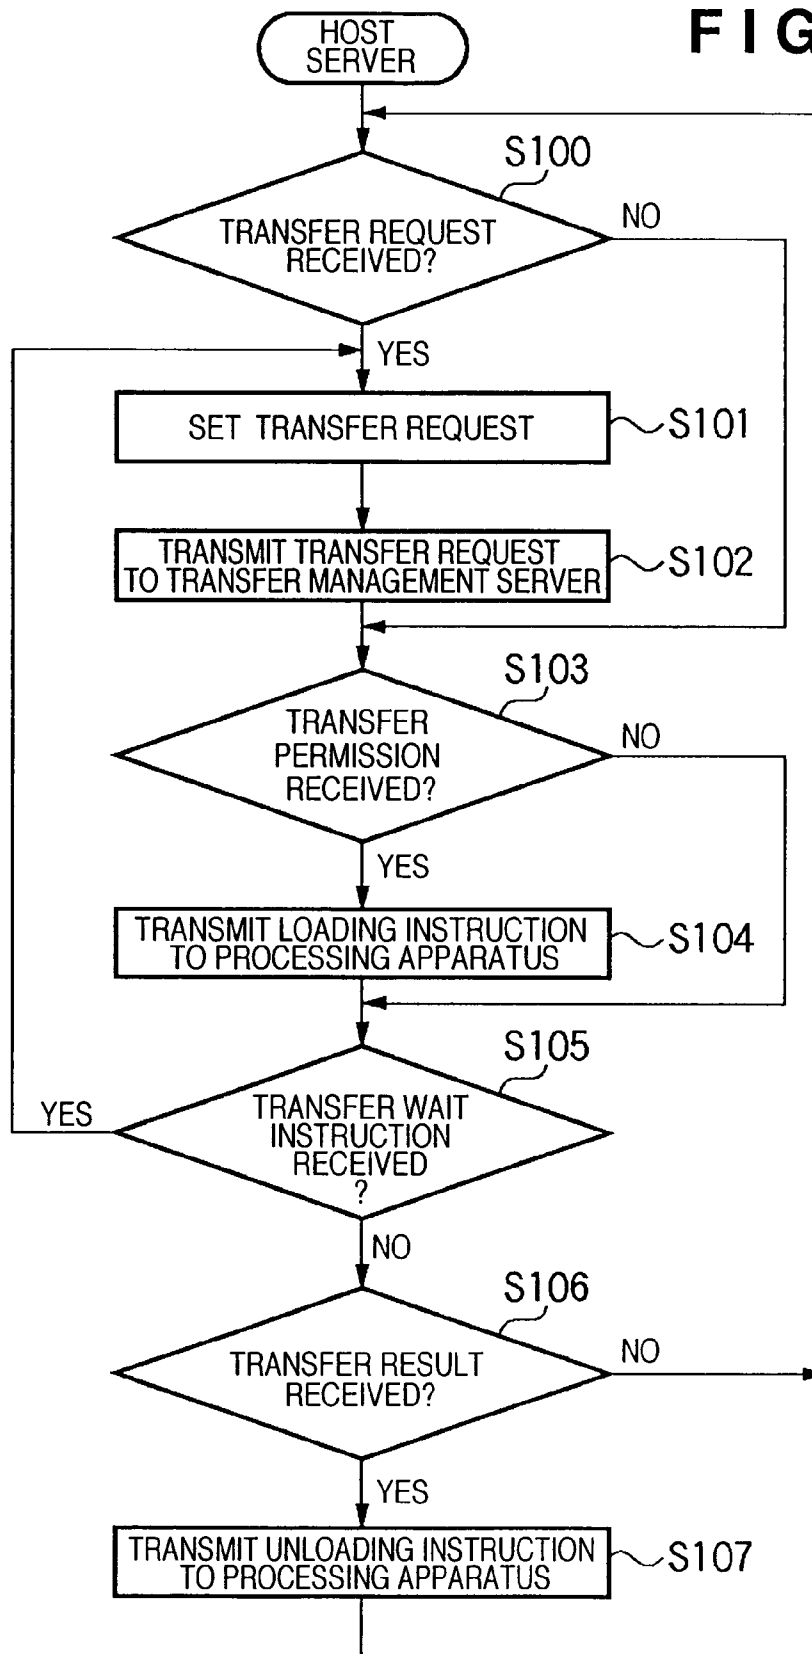 FIG
HOST
SERVER
S100
TRANSFER REQUEST
RECEIVED?
NO
YES
SET TRANSFER REQUEST
S101
TRANSMIT TRANSFER REQUEST
TO TRANSFER MANAGEMENT SERVER
S102
S103
TRANSFER
PERMISSION
RECEIVED?
NO
YES
TRANSMIT LOADING INSTRUCTION
TO PROCESSING APPARATUS
S104
S105
TRANSFER WAIT
INSTRUCTION
RECEIVED
?
YES
NO
S106
TRANSFER RESULT
RECEIVED?
NO
YES
TRANSMIT UNLOADING INSTRUCTION
TO PROCESSING APPARATUS
S107